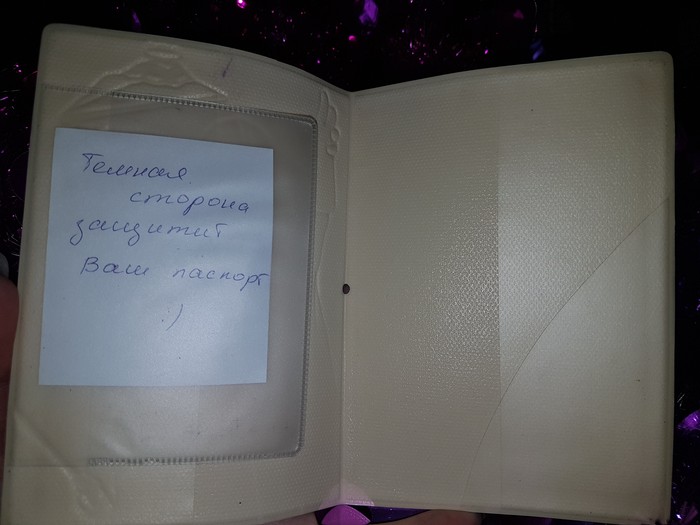 Темная
сторона
защитит
Ваш паспорт
:)